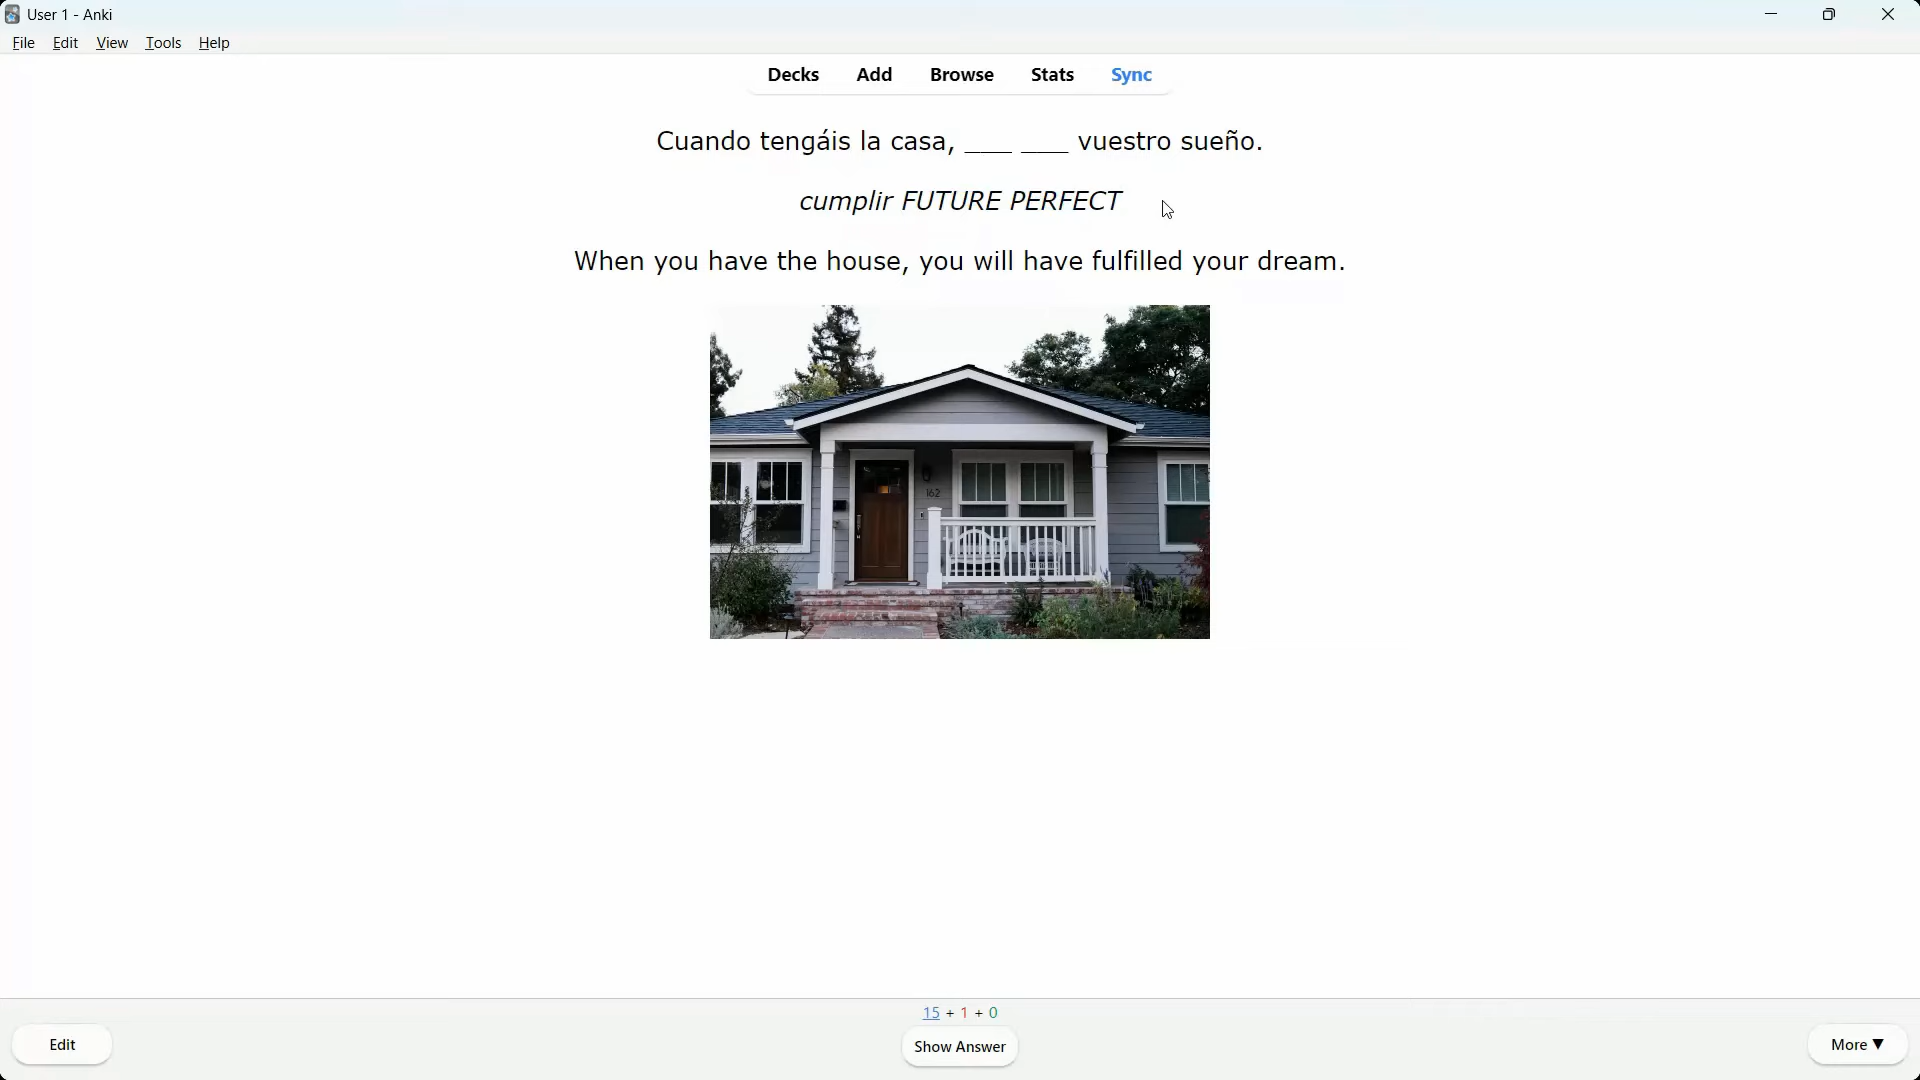 User 1 - Anki
File Edit View Tools Help
Decks Add Browse Stats Sync
Cuando tengáis la casa, ___ ___ vuestro sueño.
cumplir FUTURE PERFECT
When you have the house, you will have fulfilled your dream.
162
15 + 1 + 0
Edit
Show Answer
More ▼